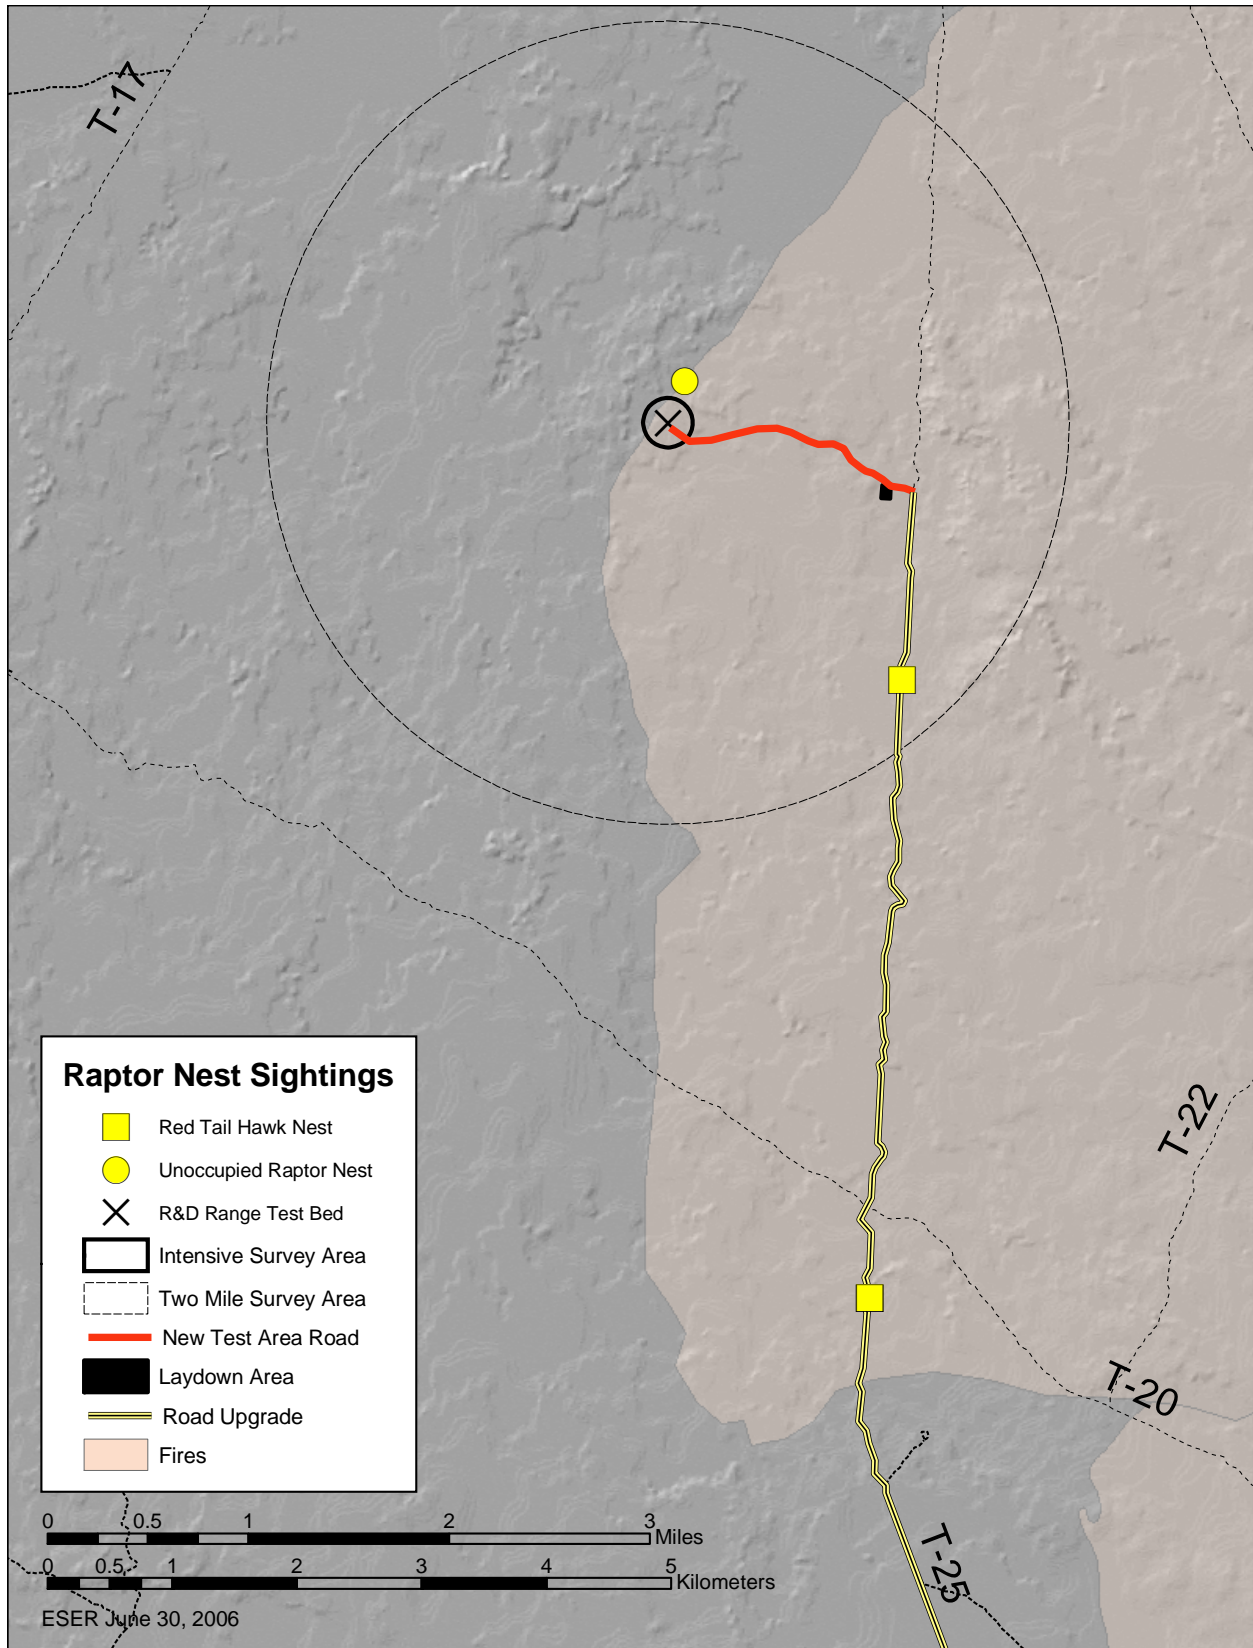 T-17
T-22
T-20
T-25
Raptor Nest Sightings
Red Tail Hawk Nest
Unoccupied Raptor Nest
R&D Range Test Bed
Intensive Survey Area
Two Mile Survey Area
New Test Area Road
Laydown Area
Road Upgrade
Fires
0 0.5 1 2 3
Miles
0 0.5 1 2 3 4 5
Kilometers
ESER June 30, 2006